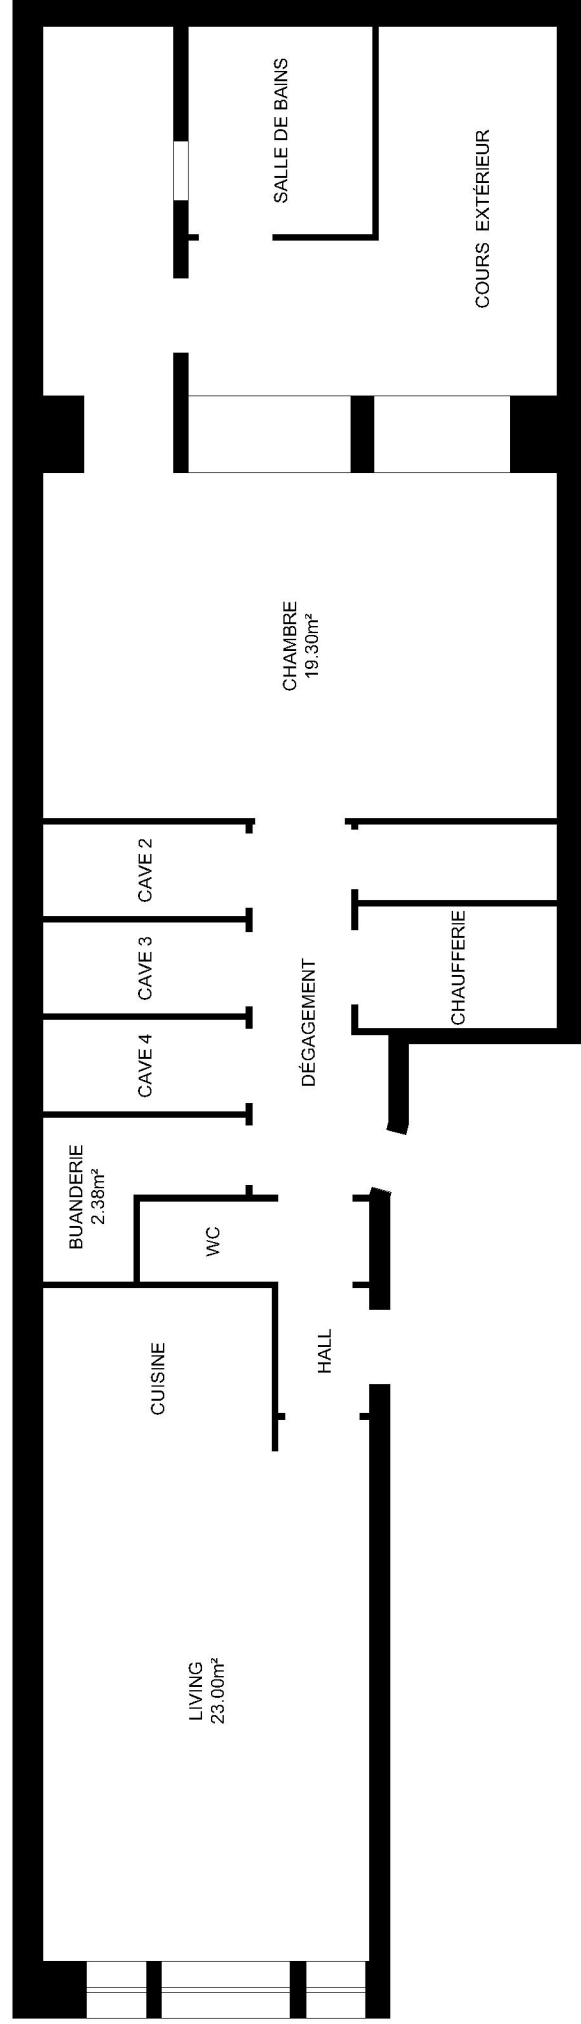 SALLE DE BAINS
COURS EXTÉRIEUR
CHAMBRE
19.30m²
CAVE 2
CAVE 3
CHAUFFERIE
DÉGAGEMENT
CAVE 4
BUANDERIE
2.38m²
WC
HALL
CUISINE
LIVING
23.00m²